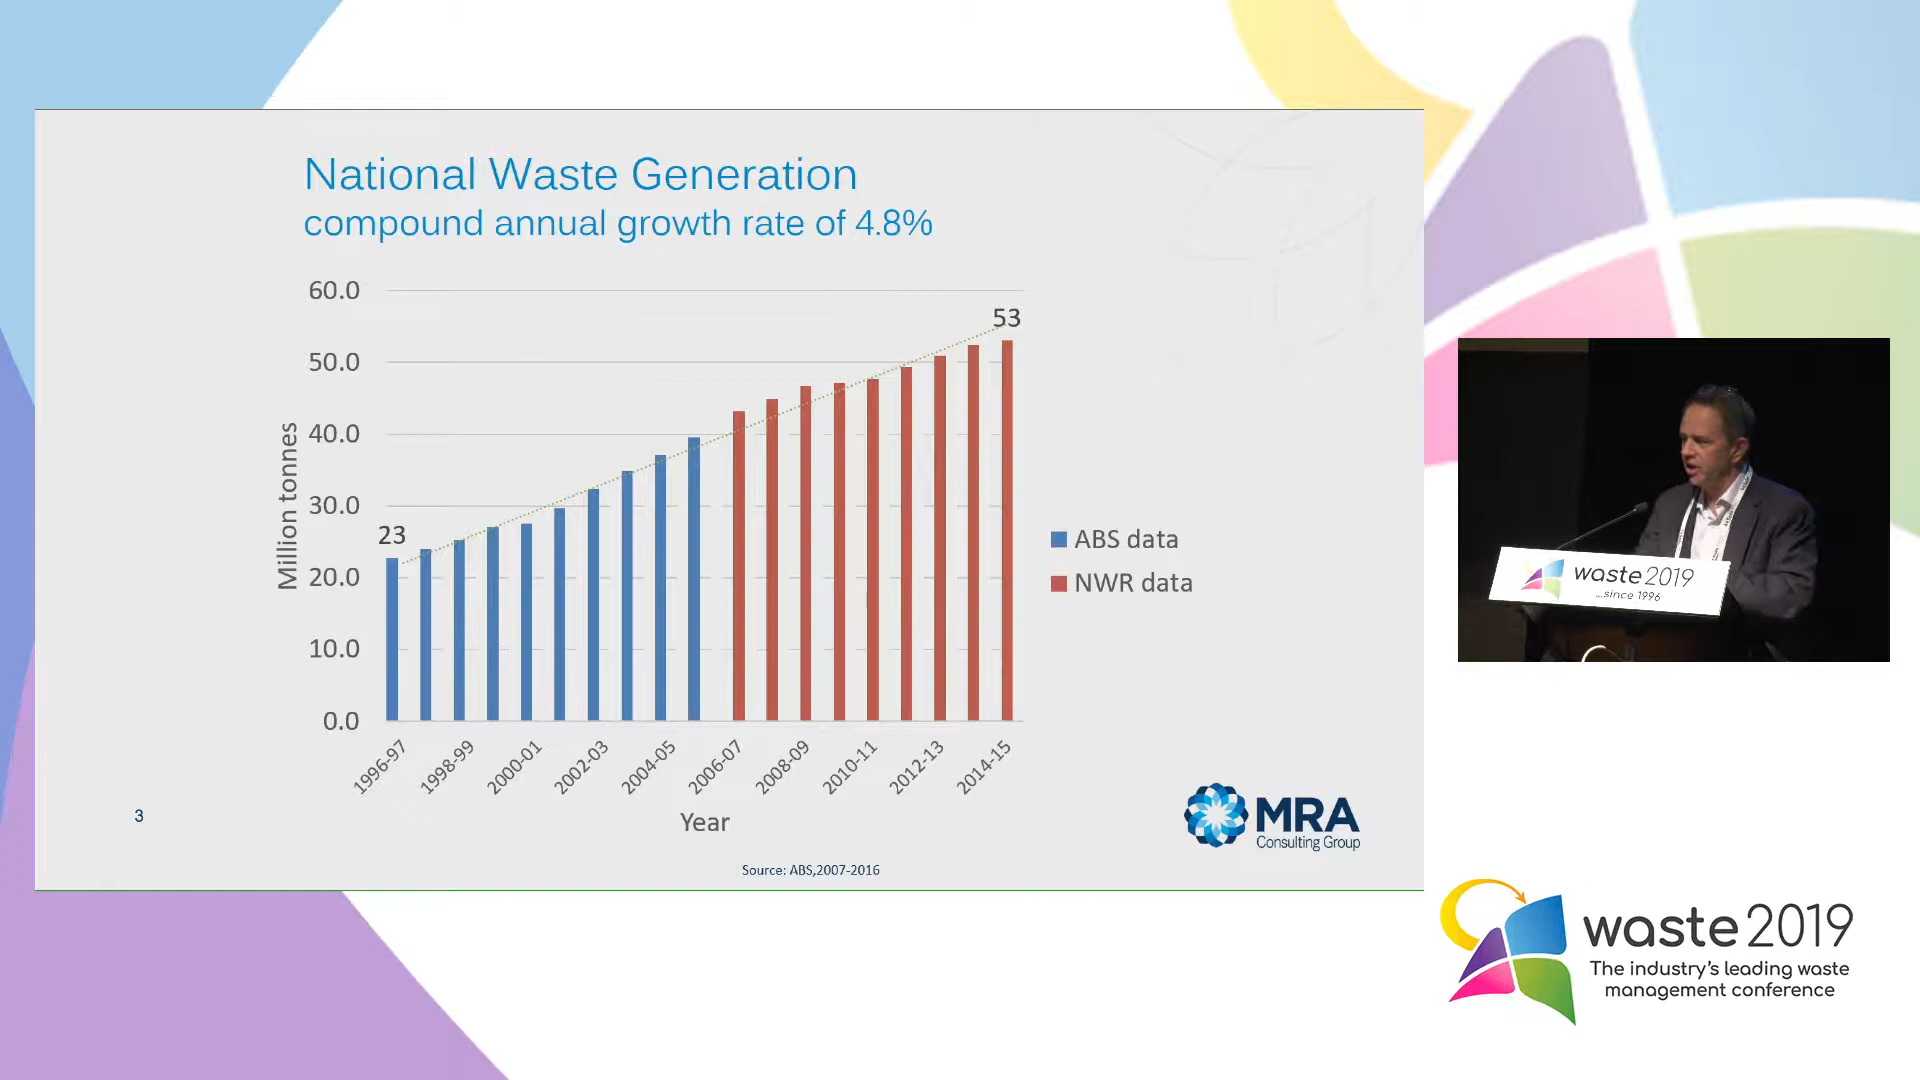 National Waste Generation
compound annual growth rate of 4.8%
60.0
50.0
40.0
30.0
20.0
10.0
0.0
Million tonnes
23
53
1996-97
1998-99
2000-01
2002-03
2004-05
2006-07
2008-09
2010-11
2012-13
2014-15
Year
ABS data
NWR data
3
Source: ABS,2007-2016
MRA
Consulting Group
waste 2019
...since 1996
waste 2019
The industry's leading waste
management conference